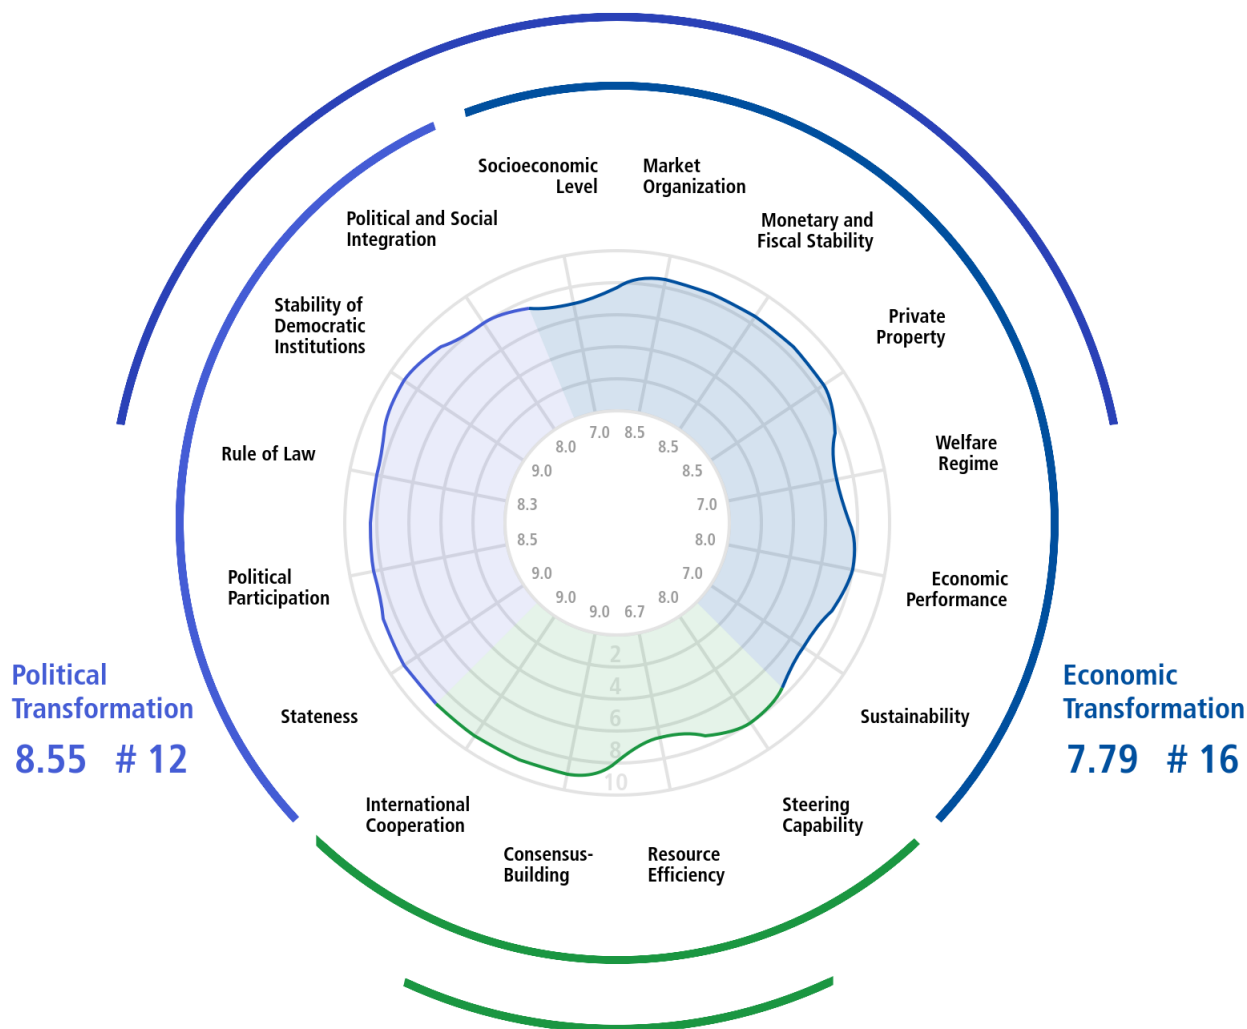 Socioeconomic
Level
Market
Organization
Political and Social
Integration
Monetary and
Fiscal Stability
Stability of
Democratic
Institutions
Private
Property
Rule of Law
Welfare
Regime
Political
Participation
Economic
Performance
Stateness
Sustainability
International
Cooperation
Steering
Capability
Consensus-
Building
Resource
Efficiency
7.0
8.5
8.0
8.5
9.0
8.5
8.3
7.0
8.5
8.0
9.0
7.0
9.0
8.0
9.0
6.7
2
4
6
8
10
Political
Transformation
8.55 # 12
Economic
Transformation
7.79 # 16